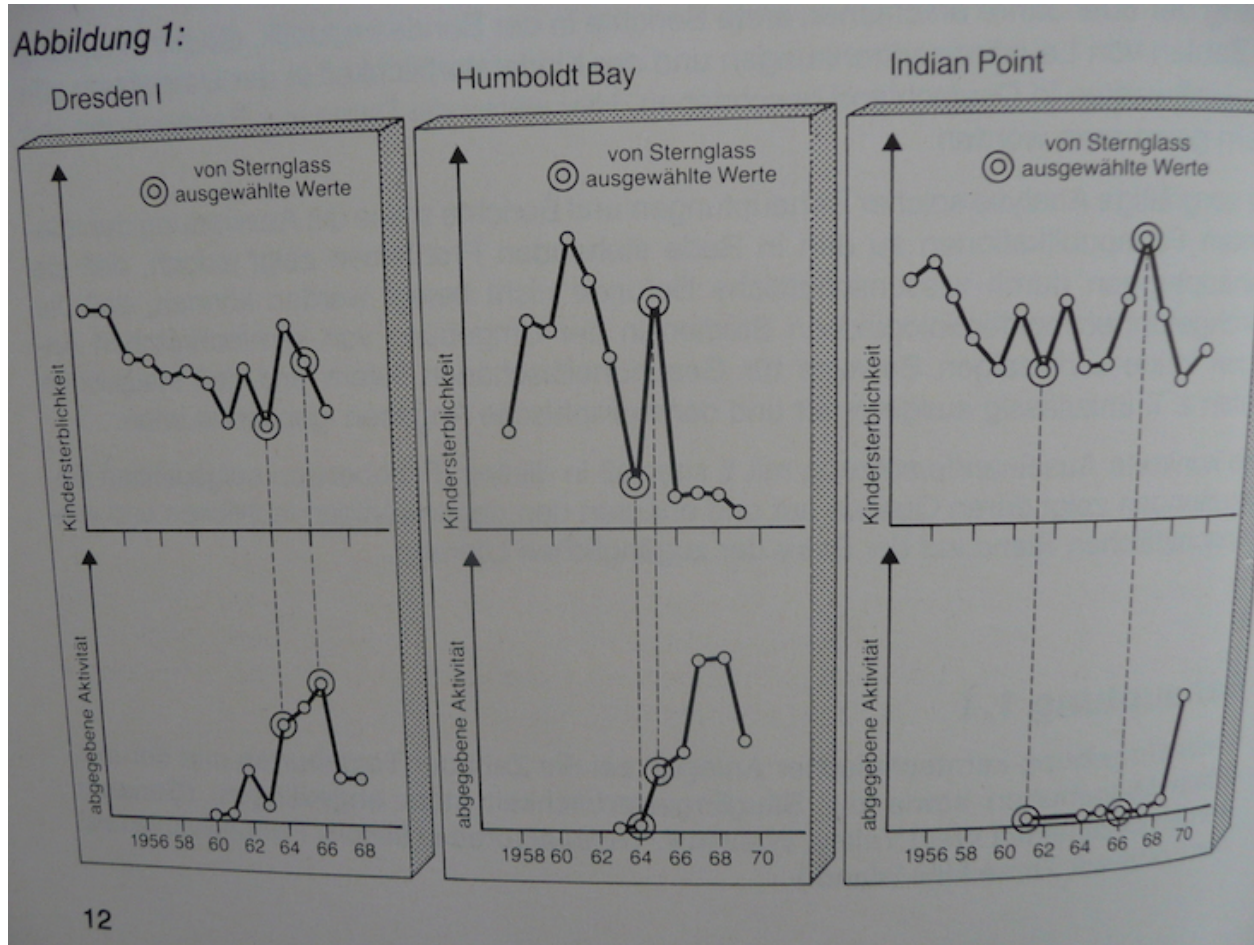 Abbildung 1:
Dresden I
von Sternglass
ausgewählte Werte
Kindersterblichkeit
abgegebene Aktivität
1956 58 60 62 64 66 68
Humboldt Bay
von Sternglass
ausgewählte Werte
Kindersterblichkeit
abgegebene Aktivität
1958 60 62 64 66 68 70
Indian Point
von Sternglass
ausgewählte Werte
Kindersterblichkeit
abgegebene Aktivität
1956 58 60 62 64 66 68 70
12